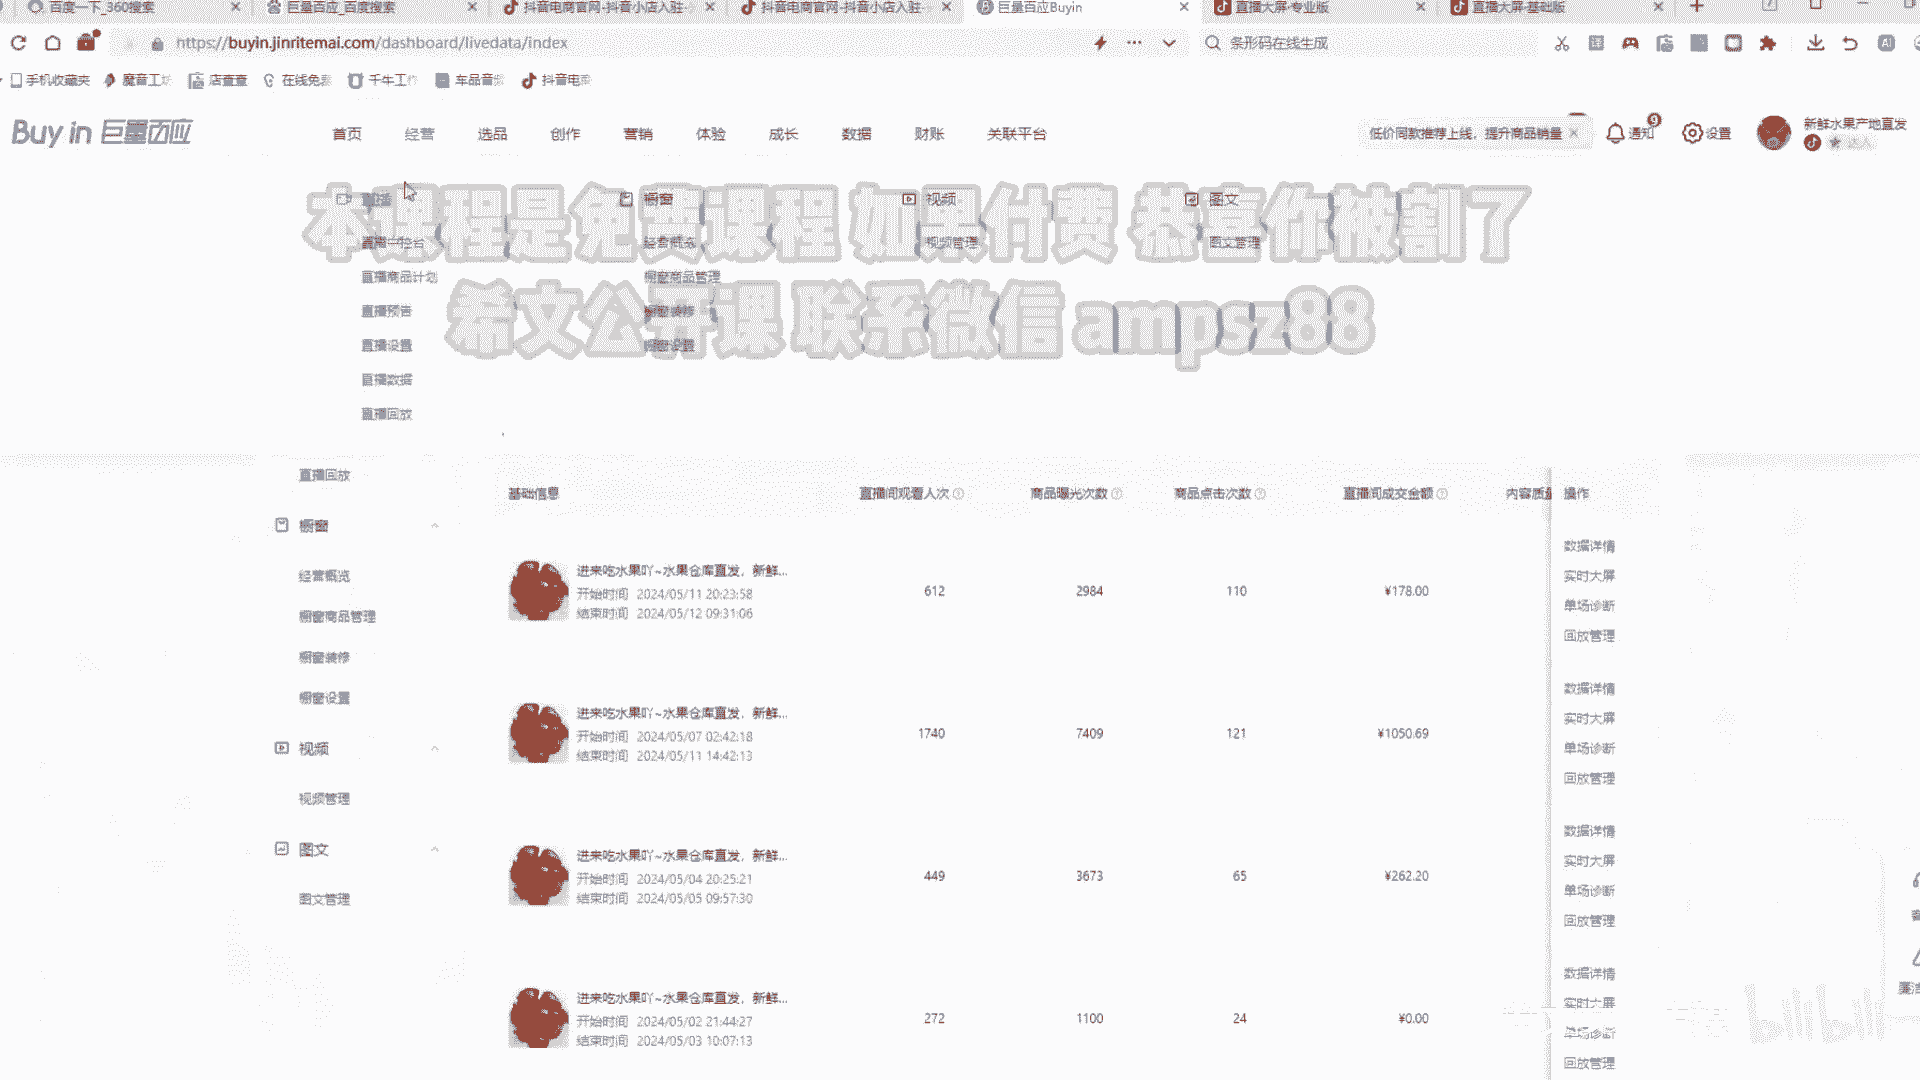 百度一下_360搜索
巨量百应_百度搜索
抖音电商官网-抖音小店入驻
抖音电商官网-抖音小店入驻
巨量百应Buyin
直播大屏-专业版
直播大屏-基础版
https://buyin.jinritemai.com/dashboard/livedata/index
条形码在线生成
手机收藏夹
魔音工坊
店查查
在线免费
千牛工作
车品音
抖音电商
Buy in 巨量百应
首页 经营 选品 创作 营销 体验 成长 数据 财账 关联平台
低价同款推荐上线，提升商品销量
通知
9
设置
新鲜水果产地直发
达人
直播 橱窗 视频 图文
本课程是免费课程 如果付费 恭喜你被割了
直播中控台 经营概览 视频管理 图文管理
直播商品计划 橱窗商品管理
希文公开课 联系微信 ampsz88
直播预告 橱窗装修
直播设置 橱窗设置
直播数据
直播回放
直播回放
橱窗
经营概览
橱窗商品管理
橱窗装修
橱窗设置
视频
视频管理
图文
图文管理
基础信息 直播间观看人次 商品曝光次数 商品点击次数 直播间成交金额 内容质量 操作
进来吃水果吖~水果仓库直发，新鲜...
开始时间 2024/05/11 20:23:58
结束时间 2024/05/12 09:31:06
612 2984 110 ¥178.00
数据详情
实时大屏
单场诊断
回放管理
进来吃水果吖~水果仓库直发，新鲜...
开始时间 2024/05/07 02:42:18
结束时间 2024/05/11 14:42:13
1740 7409 121 ¥1050.69
数据详情
实时大屏
单场诊断
回放管理
进来吃水果吖~水果仓库直发，新鲜...
开始时间 2024/05/04 20:25:21
结束时间 2024/05/05 09:57:30
449 3673 65 ¥262.20
数据详情
实时大屏
单场诊断
回放管理
进来吃水果吖~水果仓库直发，新鲜...
开始时间 2024/05/02 21:44:27
结束时间 2024/05/03 10:07:13
272 1100 24 ¥0.00
数据详情
实时大屏
单场诊断
回放管理
bilibili